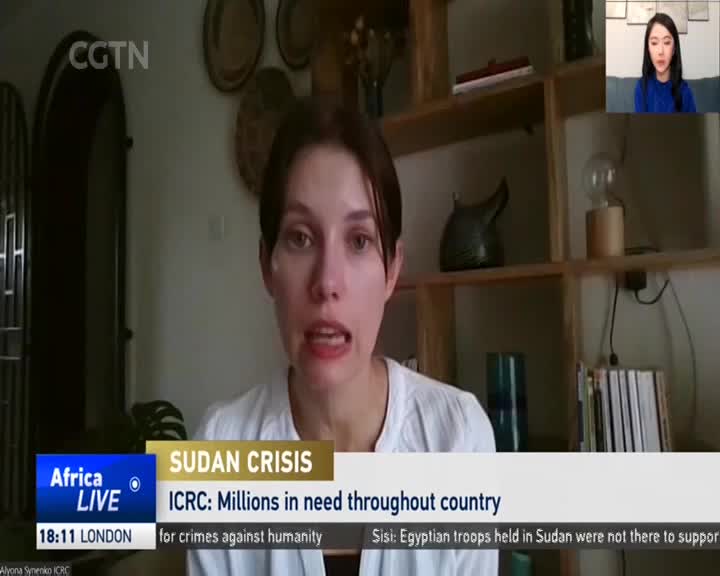 CGTN
SUDAN CRISIS
Africa
LIVE
ICRC: Millions in need throughout country
18:11 LONDON
for crimes against humanity
Sisi: Egyptian troops held in Sudan were not there to suppor
Alyona Synenko ICRC